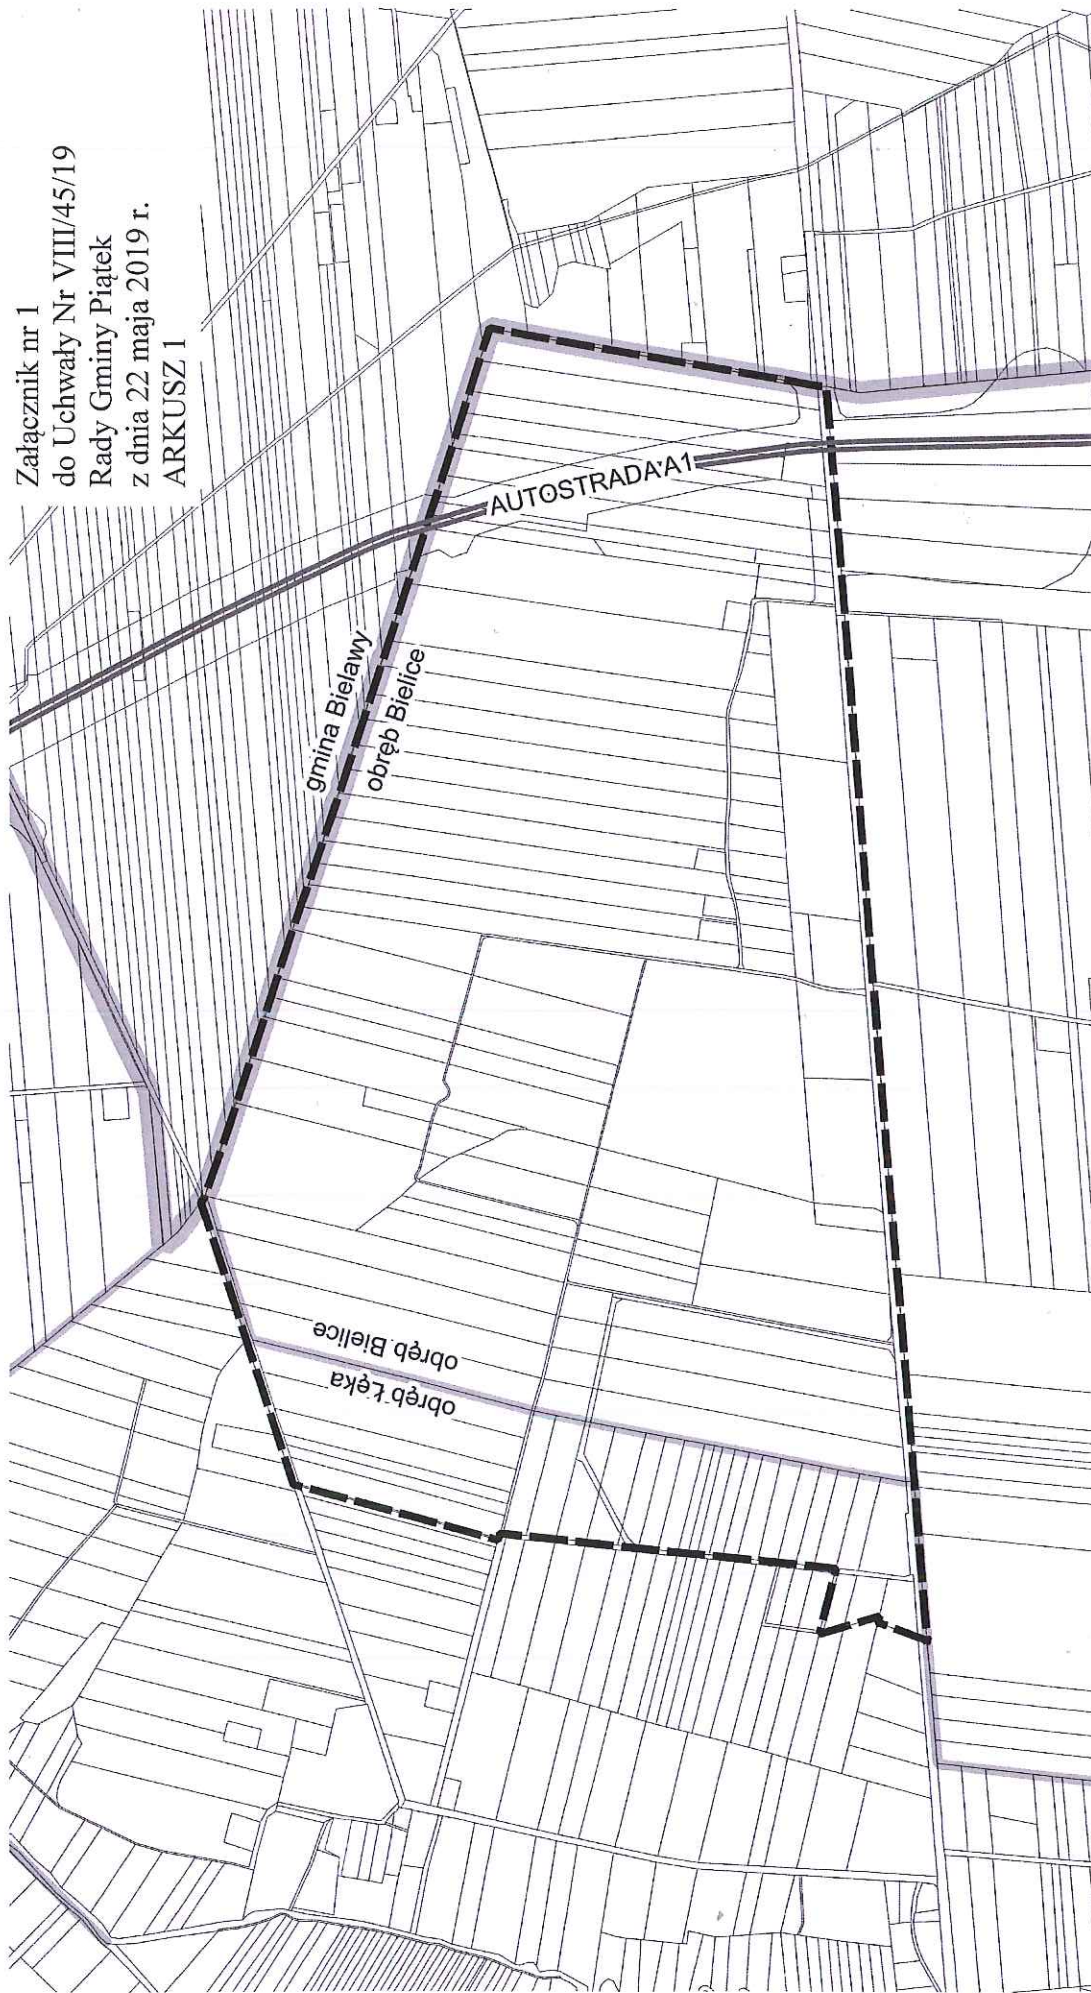 Załącznik nr 1
do Uchwały Nr VIII/45/19
Rady Gminy Piątek
z dnia 22 maja 2019 r.
ARKUSZ 1
AUTOSTRADA A1
gmina Bielawy
obręb Bielice
obręb Bielice
obręb Łęka